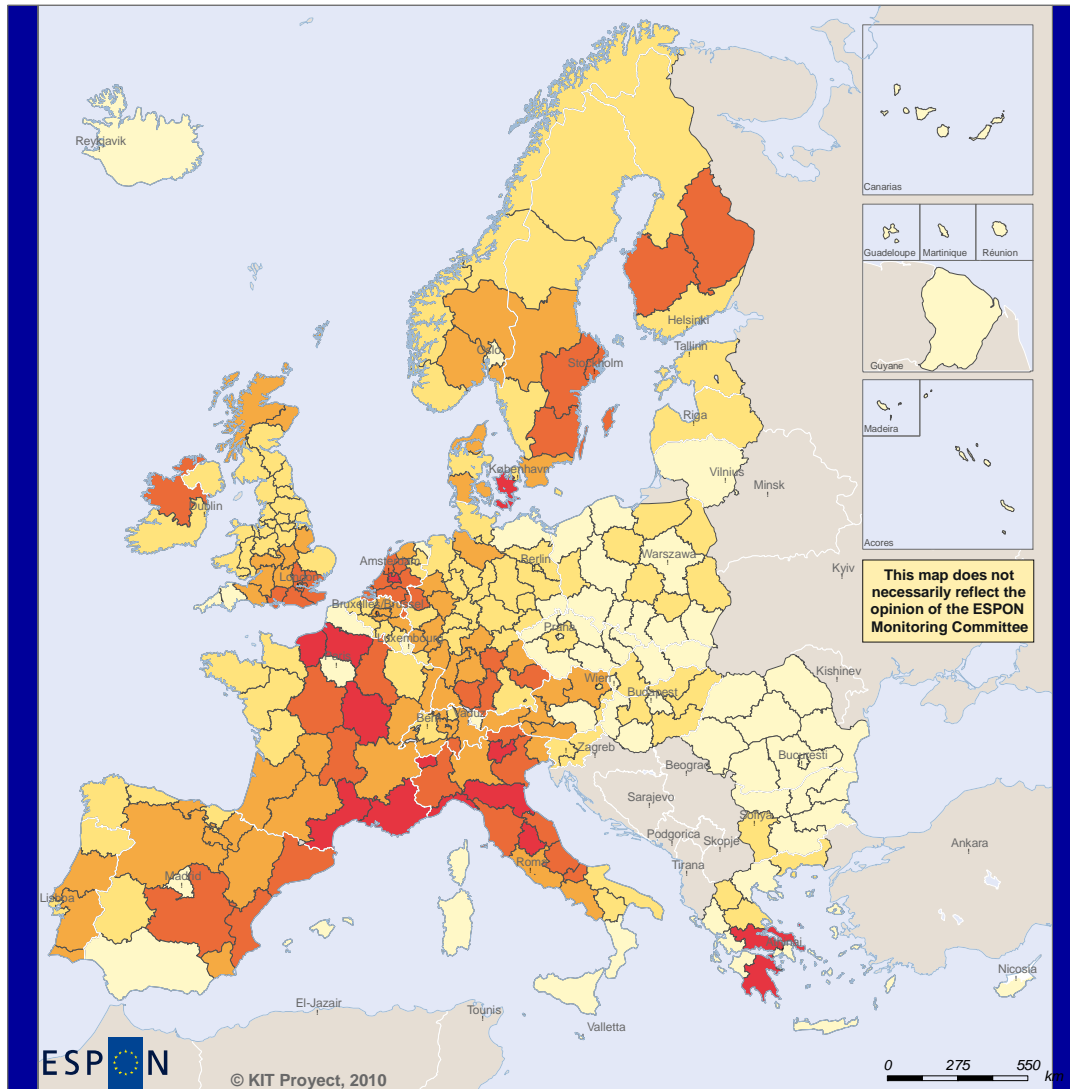 Reykjavik
Canarias
Guadeloupe
Martinique
Réunion
Guyane
Madeira
Acores
Oslo
Helsinki
Tallinn
Stockholm
Riga
København
Vilnius
Minsk
Dublin
London
Amsterdam
Berlin
Warszawa
Kyiv
Bruxelles/Brussel
Luxembourg
Praha
This map does not
necessarily reflect the
opinion of the ESPON
Monitoring Committee
Paris
Wien
Budapest
Kishinev
Bern
Vaduz
Zagreb
Beograd
Bucuresti
Sarajevo
Podgorica
Sofiya
Skopje
Tirana
Ankara
Roma
Madrid
Lisboa
Athinai
Nicosia
El-Jazair
Tounis
Valletta
ESPON
© KIT Proyect, 2010
0 275 550
km